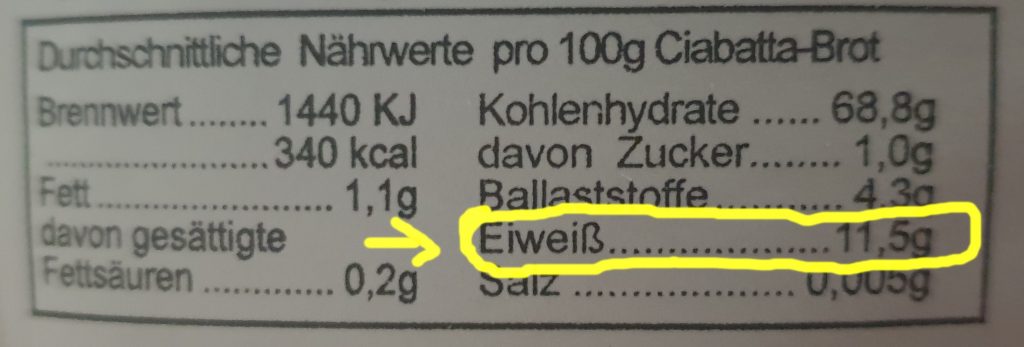 Durchschnittliche Nährwerte pro 100g Ciabatta-Brot
Brennwert ........ 1440 KJ
..................... 340 kcal
Fett ...................... 1,1g
davon gesättigte
Fettsäuren ............ 0,2g
Kohlenhydrate ...... 68,8g
davon Zucker........ 1,0g
Ballaststoffe ............ 4,3g
Eiweiß.................... 11,5g
Salz .................... 0,005g